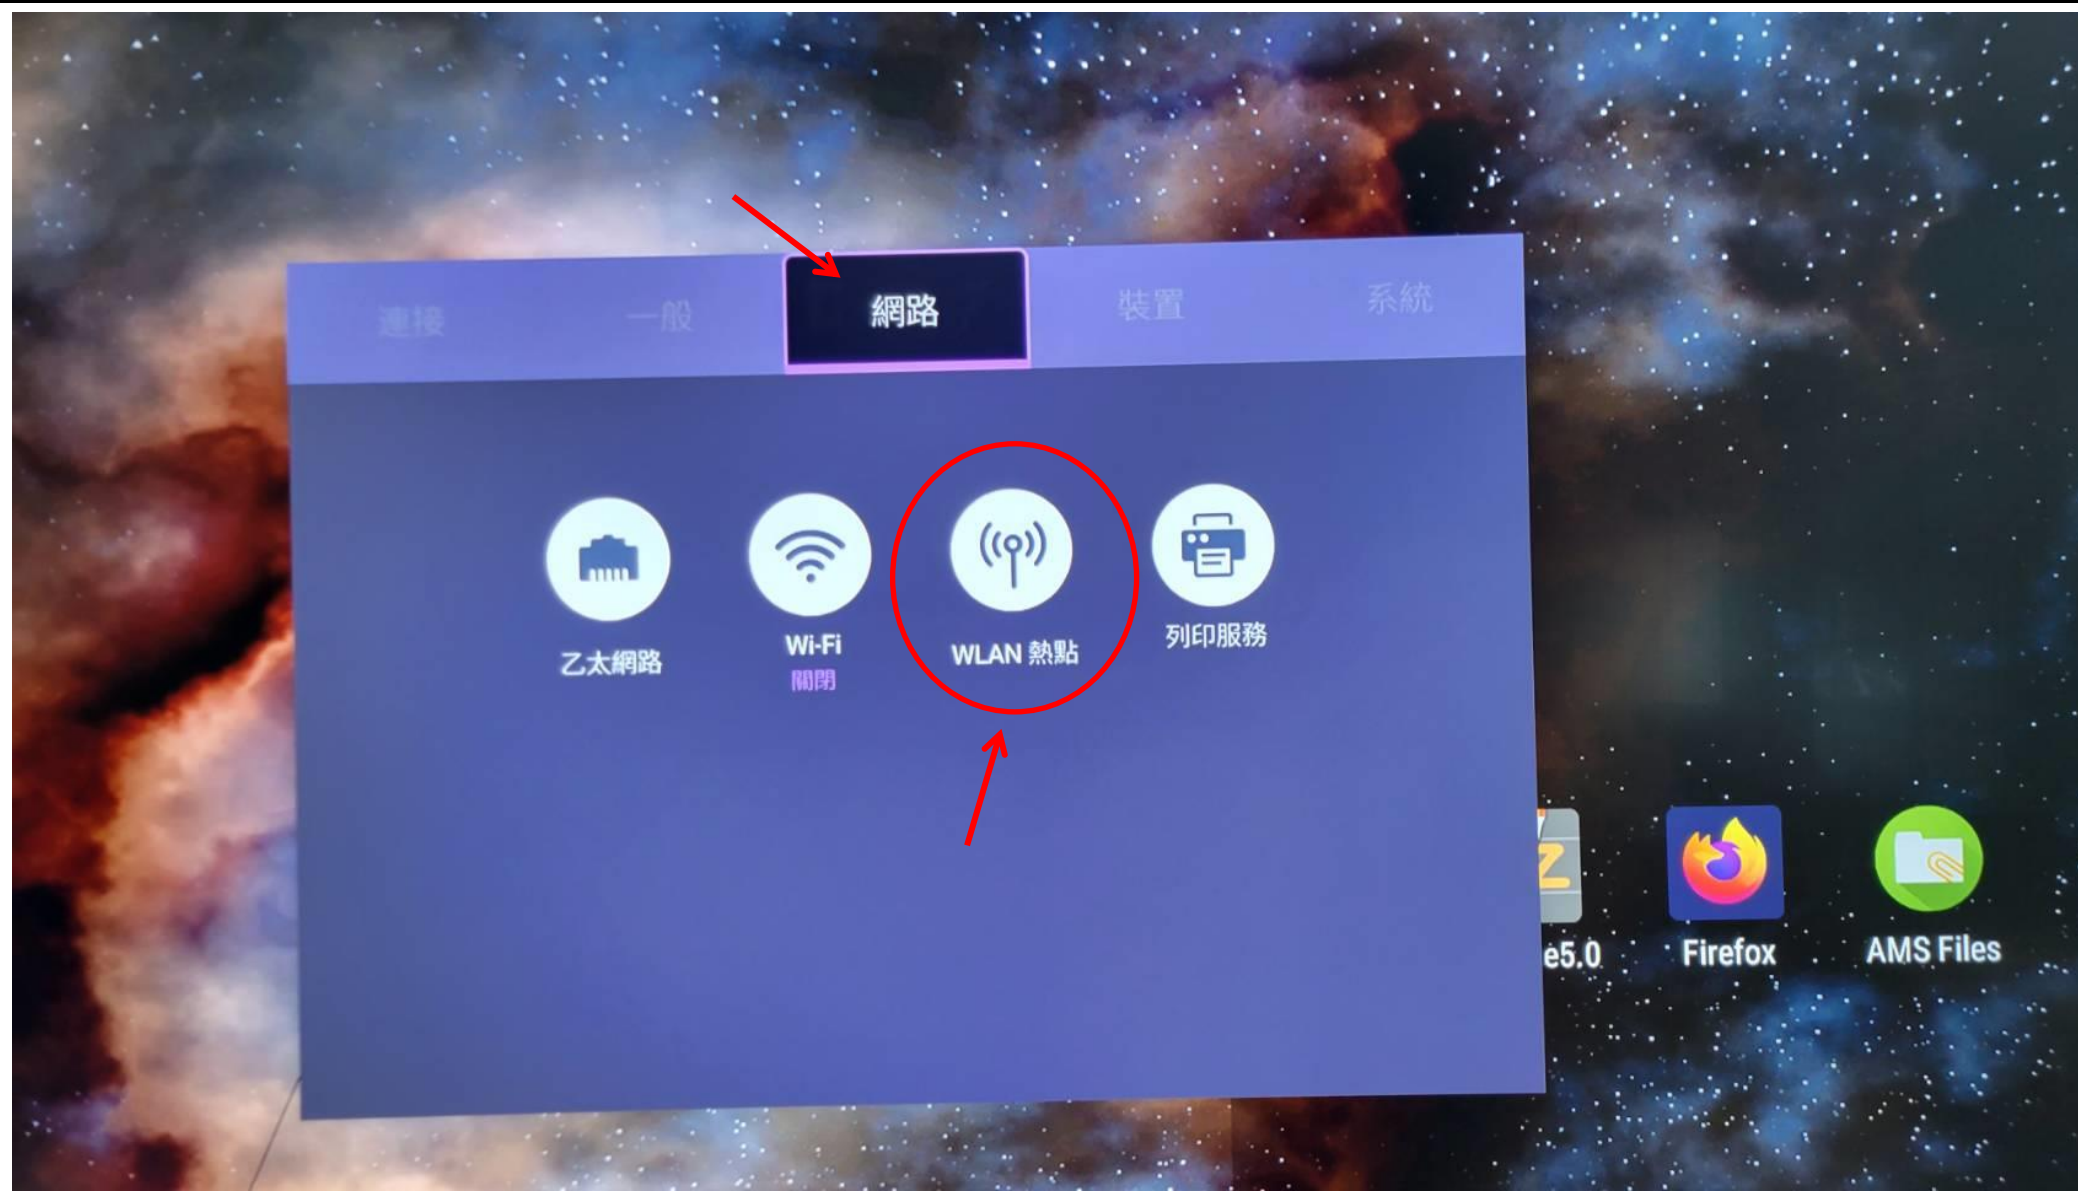 連接 一般 網路 裝置 系統
乙太網路 Wi-Fi WLAN 熱點 列印服務
關閉
Z
e5.0 Firefox AMS Files